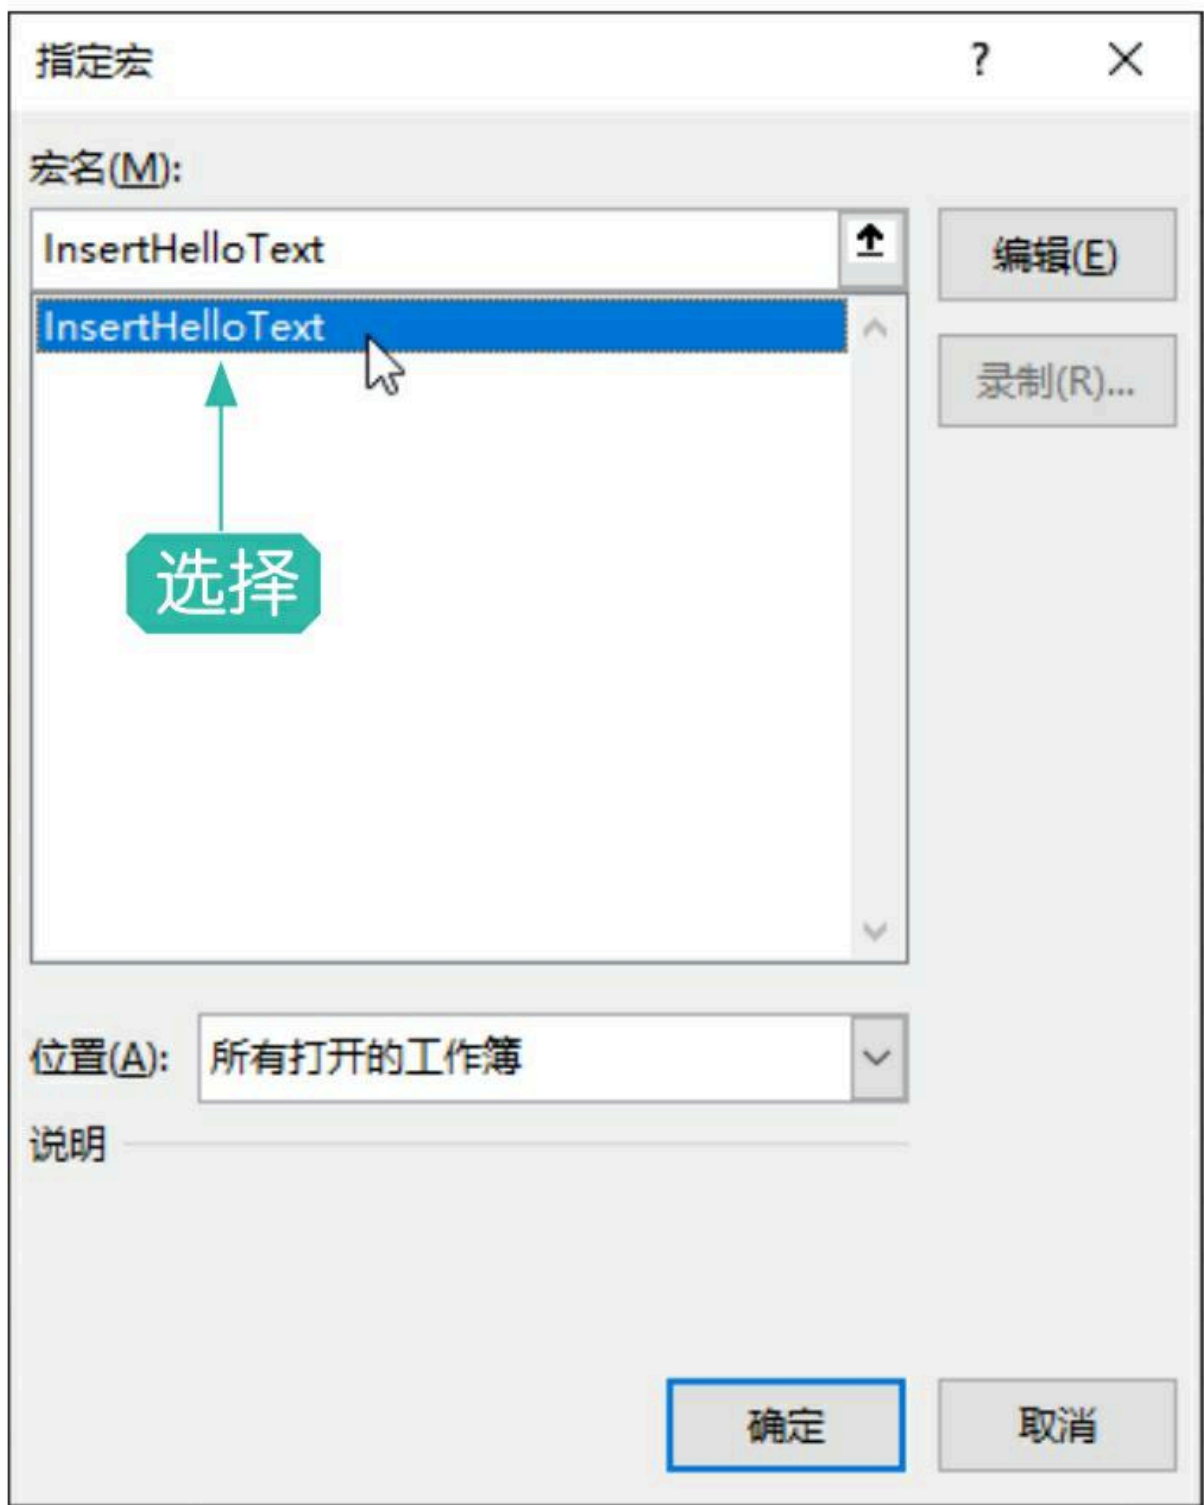 指定宏 ?
宏名(M):
InsertHelloText
编辑(E)
InsertHelloText
录制(R)...
选择
位置(A): 所有打开的工作簿
说明
确定 取消